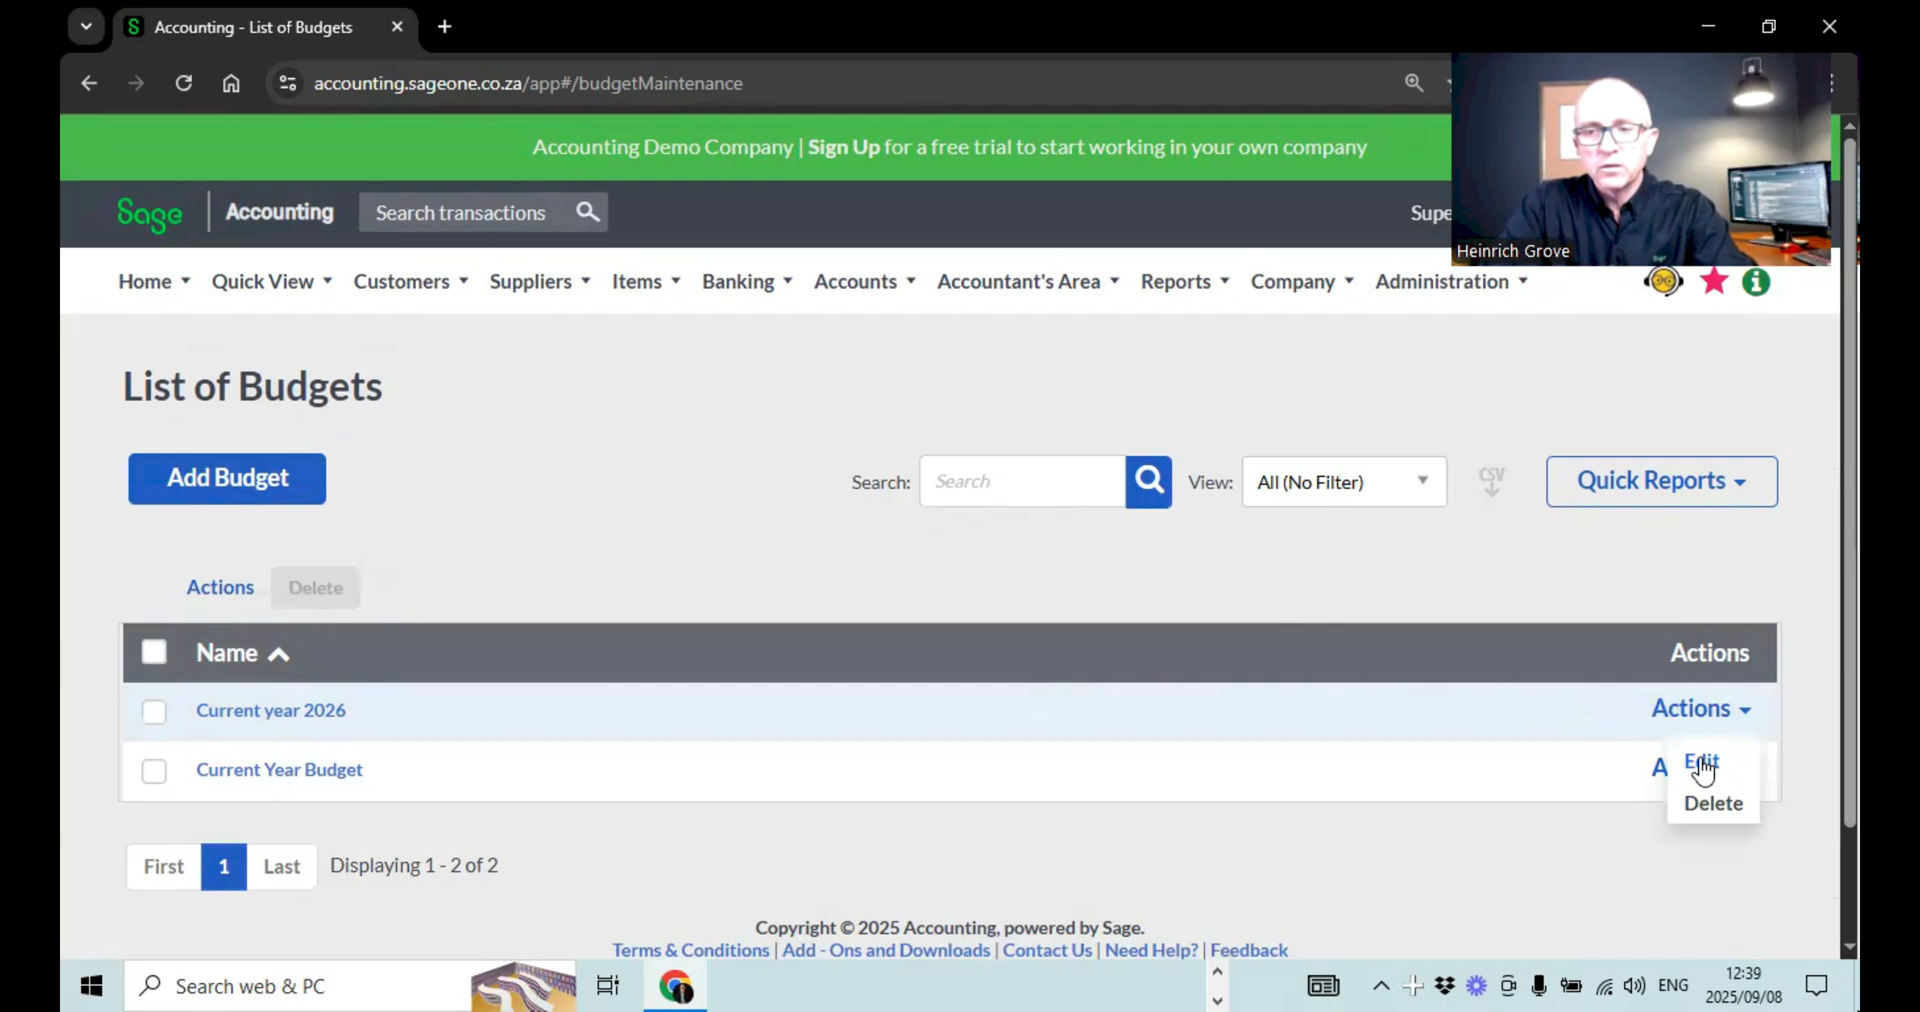 Accounting - List of Budgets
accounting.sageone.co.za/app#/budgetMaintenance
Accounting Demo Company | Sign Up for a free trial to start working in your own company
Sage Accounting Search transactions Supe
Heinrich Grove
Home Quick View Customers Suppliers Items Banking Accounts Accountant's Area Reports Company Administration
List of Budgets
Add Budget Search: Search View: All (No Filter) CSV Quick Reports
Actions Delete
Name Actions
Current year 2026 Actions
Edit
Current Year Budget A
Delete
First 1 Last Displaying 1 - 2 of 2
Copyright © 2025 Accounting, powered by Sage.
Terms & Conditions | Add - Ons and Downloads | Contact Us | Need Help? | Feedback
Search web & PC ENG 12:39
2025/09/08